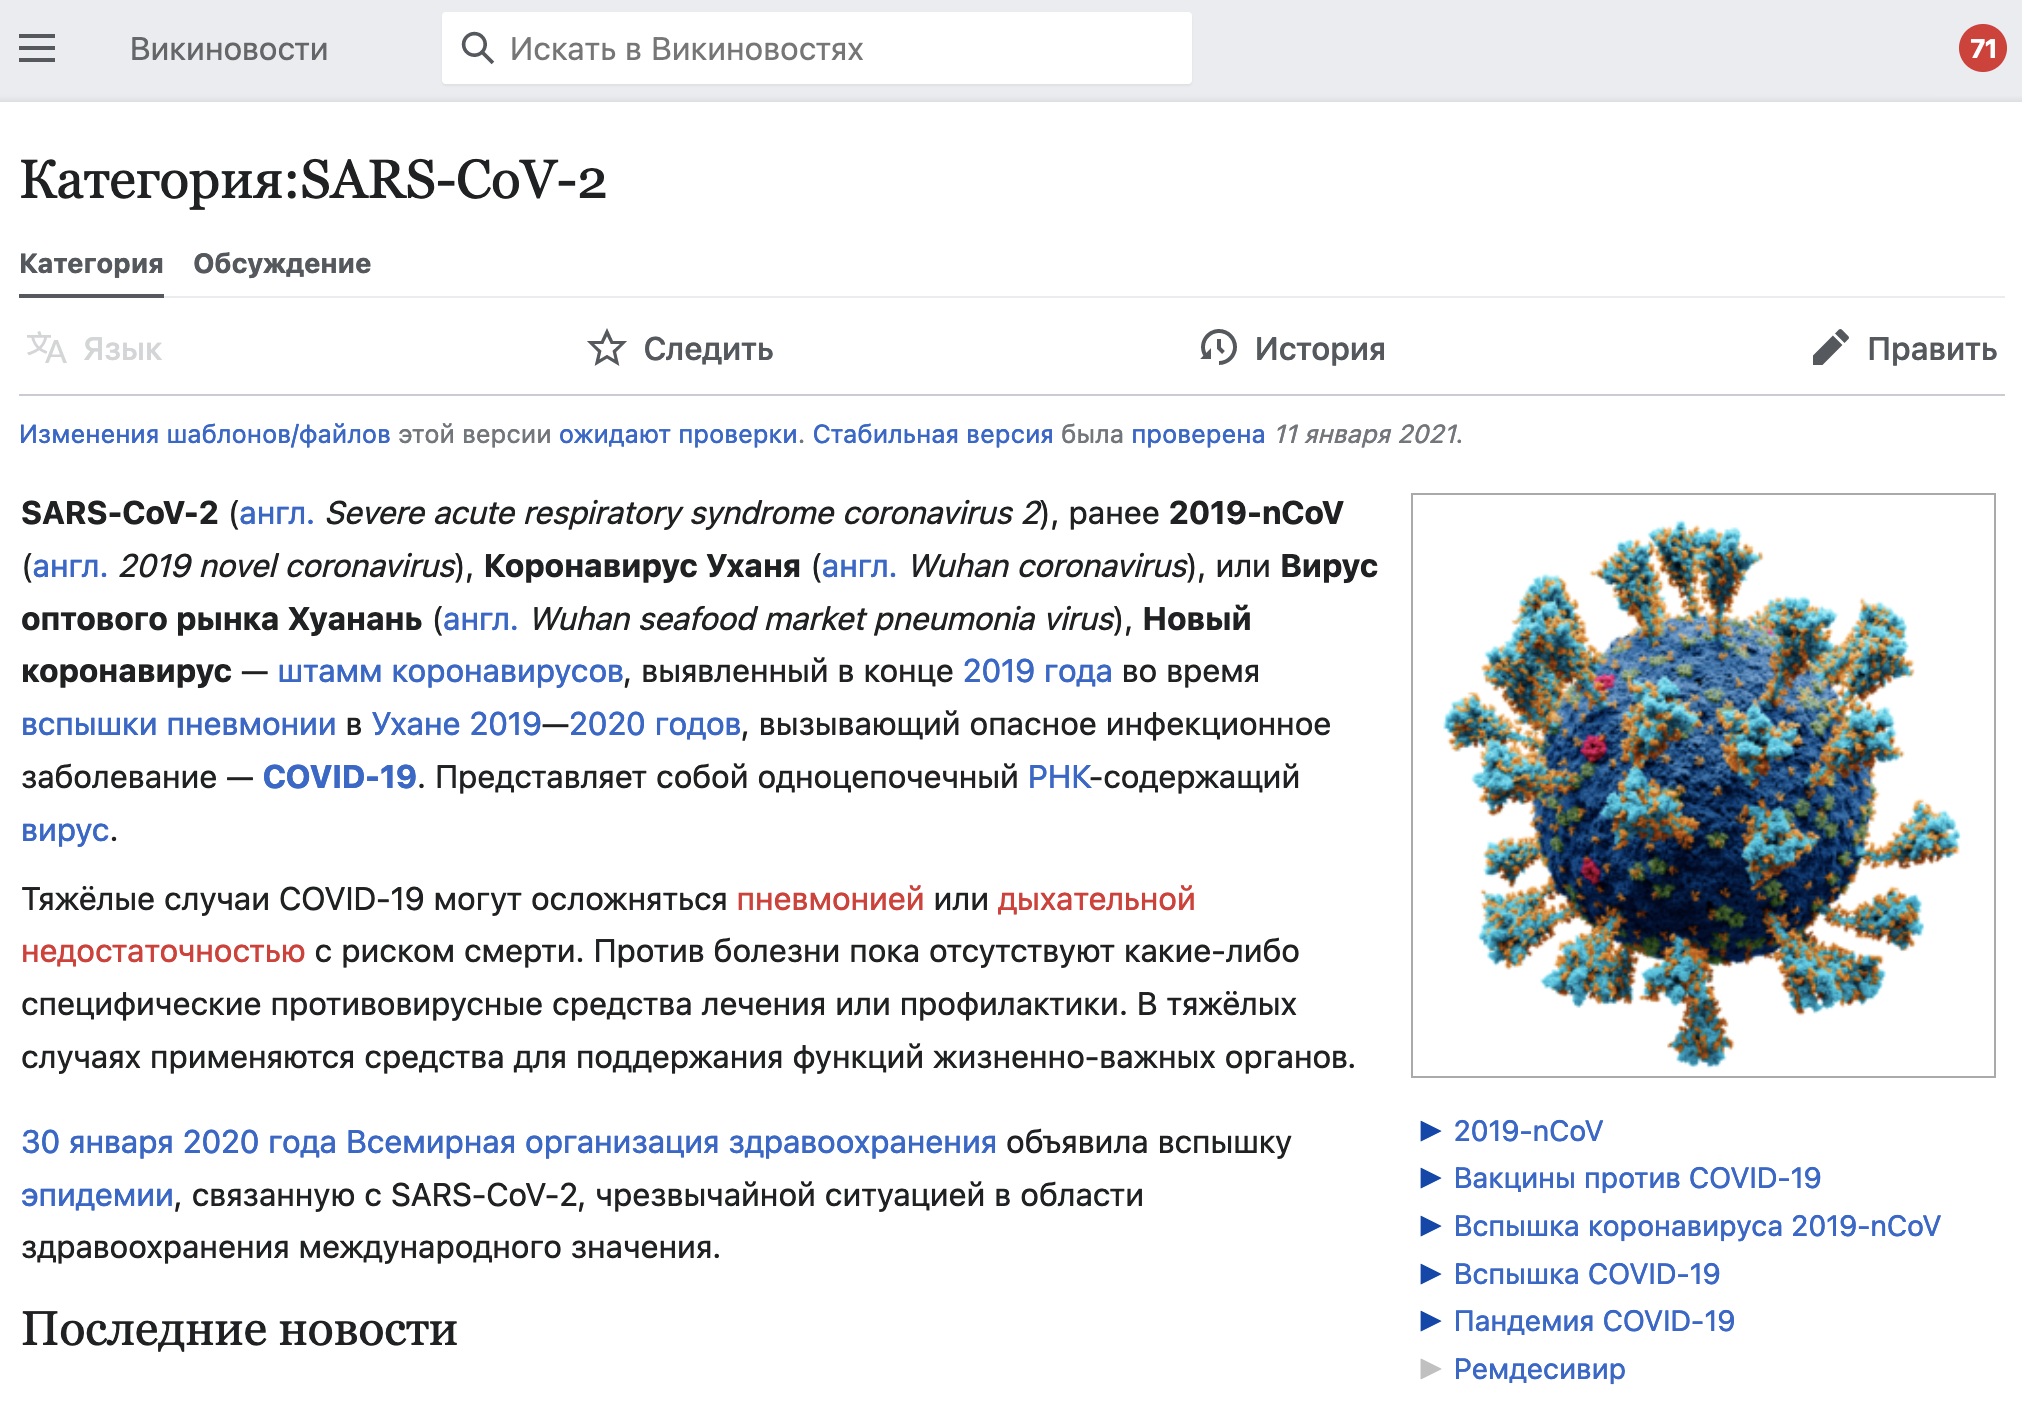 Викиновости
Искать в Викиновостях
71
Категория:SARS-CoV-2
Категория Обсуждение
Язык Следить История Править
Изменения шаблонов/файлов этой версии ожидают проверки. Стабильная версия была проверена 11 января 2021.
SARS-CoV-2 (англ. Severe acute respiratory syndrome coronavirus 2), ранее 2019-nCoV
(англ. 2019 novel coronavirus), Коронавирус Уханя (англ. Wuhan coronavirus), или Вирус
оптового рынка Хуанань (англ. Wuhan seafood market pneumonia virus), Новый
коронавирус — штамм коронавирусов, выявленный в конце 2019 года во время
вспышки пневмонии в Ухане 2019—2020 годов, вызывающий опасное инфекционное
заболевание — COVID-19. Представляет собой одноцепочечный РНК-содержащий
вирус.
Тяжёлые случаи COVID-19 могут осложняться пневмонией или дыхательной
недостаточностью с риском смерти. Против болезни пока отсутствуют какие-либо
специфические противовирусные средства лечения или профилактики. В тяжёлых
случаях применяются средства для поддержания функций жизненно-важных органов.
30 января 2020 года Всемирная организация здравоохранения объявила вспышку
эпидемии, связанную с SARS-CoV-2, чрезвычайной ситуацией в области
здравоохранения международного значения.
Последние новости
► 2019-nCoV
► Вакцины против COVID-19
► Вспышка коронавируса 2019-nCoV
► Вспышка COVID-19
► Пандемия COVID-19
► Ремдесивир